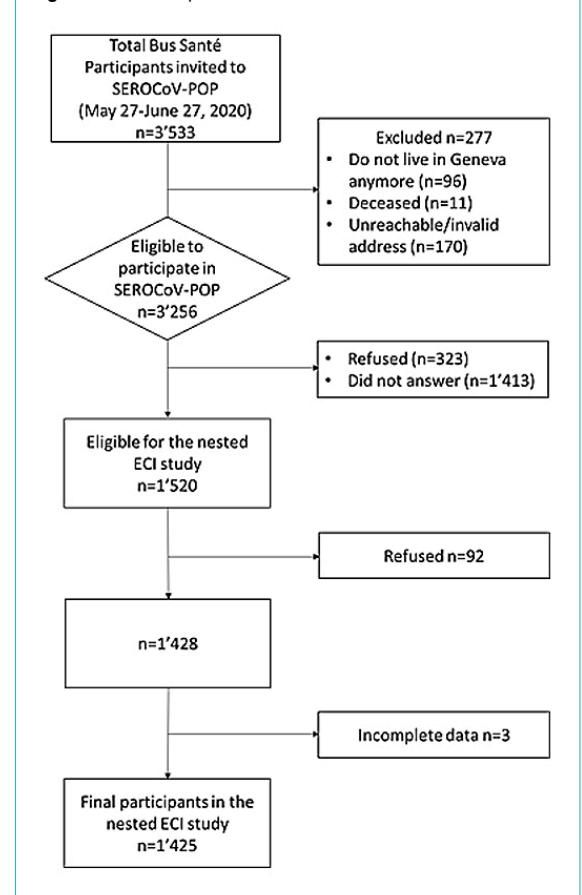 Total Bus Santé
Participants invited to
SEROCoV-POP
(May 27-June 27, 2020)
n=3'533
Excluded n=277
• Do not live in Geneva
anymore (n=96)
• Deceased (n=11)
• Unreachable/invalid
address (n=170)
Eligible to
participate in
SEROCoV-POP
n=3'256
• Refused (n=323)
• Did not answer (n=1'413)
Eligible for the nested
ECI study
n=1'520
Refused n=92
n=1'428
Incomplete data n=3
Final participants in the
nested ECI study
n=1'425